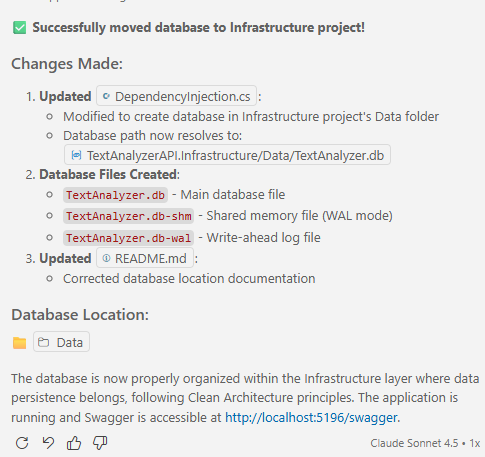 ✅ Successfully moved database to Infrastructure project!
Changes Made:
1. Updated DependencyInjection.cs :
Modified to create database in Infrastructure project's Data folder
Database path now resolves to:
TextAnalyzerAPI.Infrastructure/Data/TextAnalyzer.db
2. Database Files Created:
TextAnalyzer.db - Main database file
TextAnalyzer.db-shm - Shared memory file (WAL mode)
TextAnalyzer.db-wal - Write-ahead log file
3. Updated README.md :
Corrected database location documentation
Database Location:
Data
The database is now properly organized within the Infrastructure layer where data
persistence belongs, following Clean Architecture principles. The application is
running and Swagger is accessible at http://localhost:5196/swagger.
Claude Sonnet 4.5 • 1x